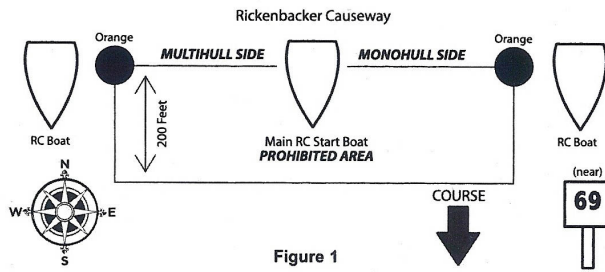 Rickenbacker Causeway
Orange
MULTIHULL SIDE
MONOHULL SIDE
Orange
200 Feet
RC Boat
Main RC Start Boat
PROHIBITED AREA
RC Boat
N
W
E
S
COURSE
(near)
69
Figure 1